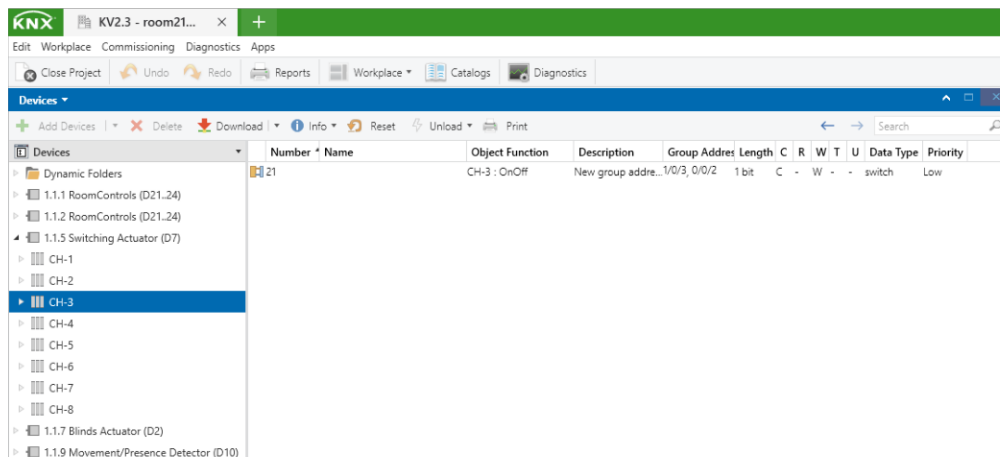 KNX KV2.3 - room21... × +
Edit Workplace Commissioning Diagnostics Apps
Close Project Undo Redo Reports Workplace Catalogs Diagnostics
Devices
Add Devices Delete Download Info Reset Unload Print Search
Devices Number Name Object Function Description Group Addres Length C R W T U Data Type Priority
Dynamic Folders 21 CH-3 : OnOff New group addre... 1/0/3, 0/0/2 1 bit C - W - - switch Low
1.1.1 RoomControls (D21..24)
1.1.2 RoomControls (D21..24)
1.1.5 Switching Actuator (D7)
CH-1
CH-2
CH-3
CH-4
CH-5
CH-6
CH-7
CH-8
1.1.7 Blinds Actuator (D2)
1.1.9 Movement/Presence Detector (D10)